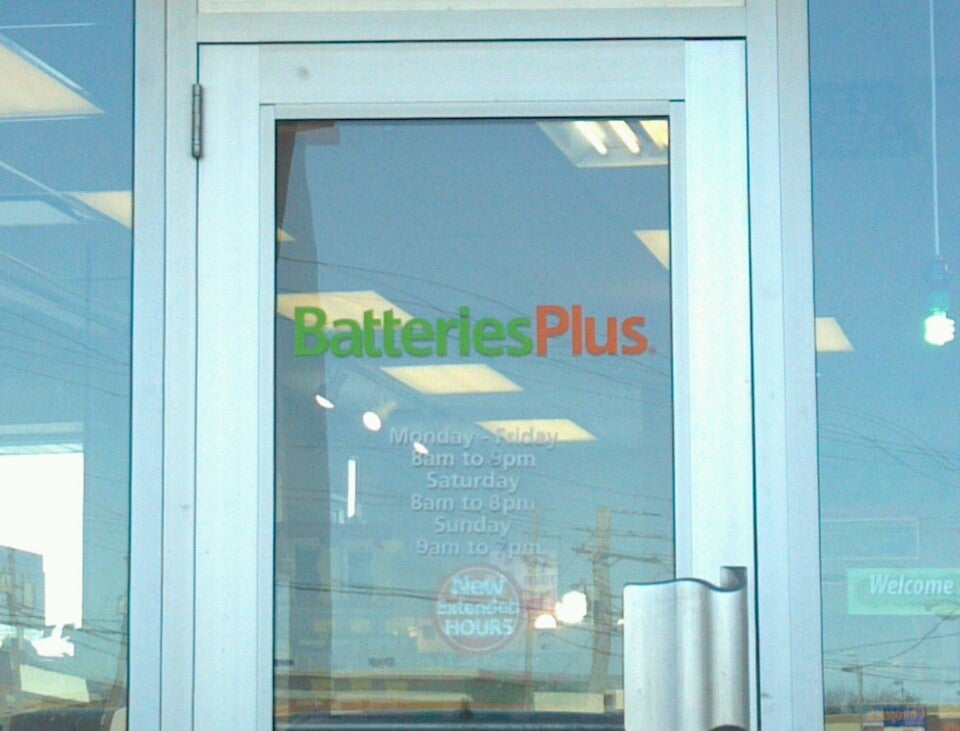 BatteriesPlus.
Monday - Friday
8am to 9pm
Saturday
8am to 8pm
Sunday
9am to 7pm
New
Extended
HOURS
Welcome